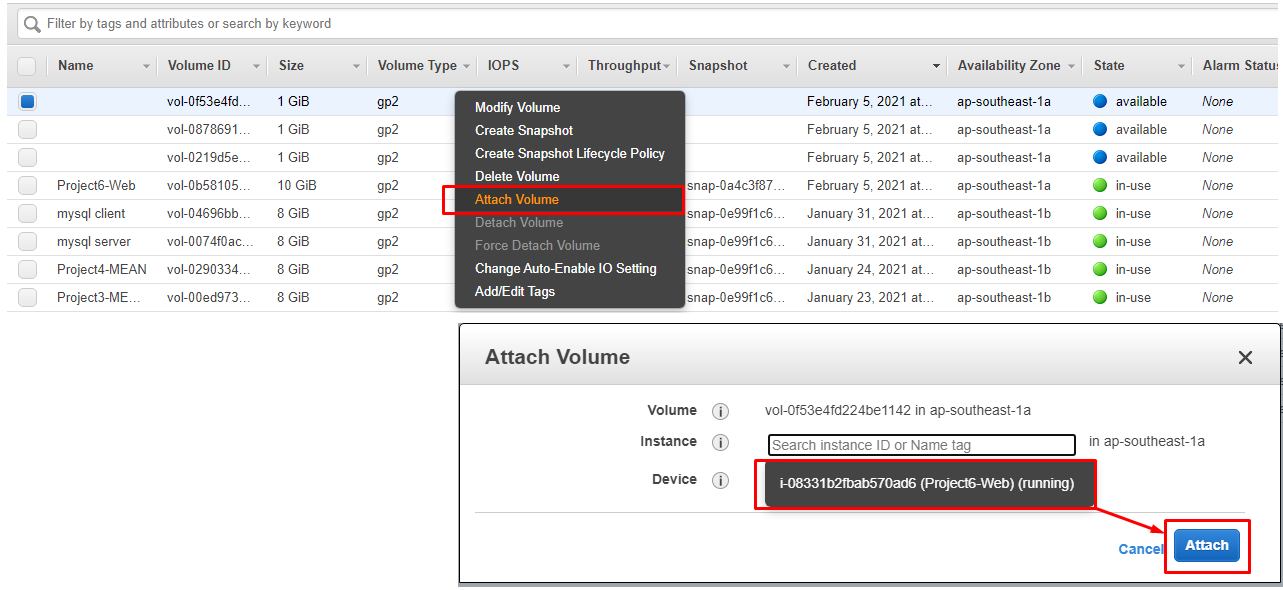 Filter by tags and attributes or search by keyword
Name Volume ID Size Volume Type IOPS Throughput Snapshot Created Availability Zone State Alarm Status
vol-0f53e4fd... 1 GiB gp2 February 5, 2021 at... ap-southeast-1a available None
vol-0878691... 1 GiB gp2 February 5, 2021 at... ap-southeast-1a available None
vol-0219d5e... 1 GiB gp2 February 5, 2021 at... ap-southeast-1a available None
Project6-Web vol-0b58105... 10 GiB gp2 snap-0a4c3f87... February 5, 2021 at... ap-southeast-1a in-use None
mysql client vol-04696bb... 8 GiB gp2 snap-0e99f1c6... January 31, 2021 at... ap-southeast-1b in-use None
mysql server vol-0074f0ac... 8 GiB gp2 snap-0e99f1c6... January 31, 2021 at... ap-southeast-1b in-use None
Project4-MEAN vol-0290334... 8 GiB gp2 snap-0e99f1c6... January 24, 2021 at... ap-southeast-1b in-use None
Project3-ME... vol-00ed973... 8 GiB gp2 snap-0e99f1c6... January 23, 2021 at... ap-southeast-1b in-use None
Modify Volume
Create Snapshot
Create Snapshot Lifecycle Policy
Delete Volume
Attach Volume
Detach Volume
Force Detach Volume
Change Auto-Enable IO Setting
Add/Edit Tags
Attach Volume
Volume i vol-0f53e4fd224be1142 in ap-southeast-1a
Instance i Search instance ID or Name tag in ap-southeast-1a
Device i i-08331b2fbab570ad6 (Project6-Web) (running)
Cancel Attach